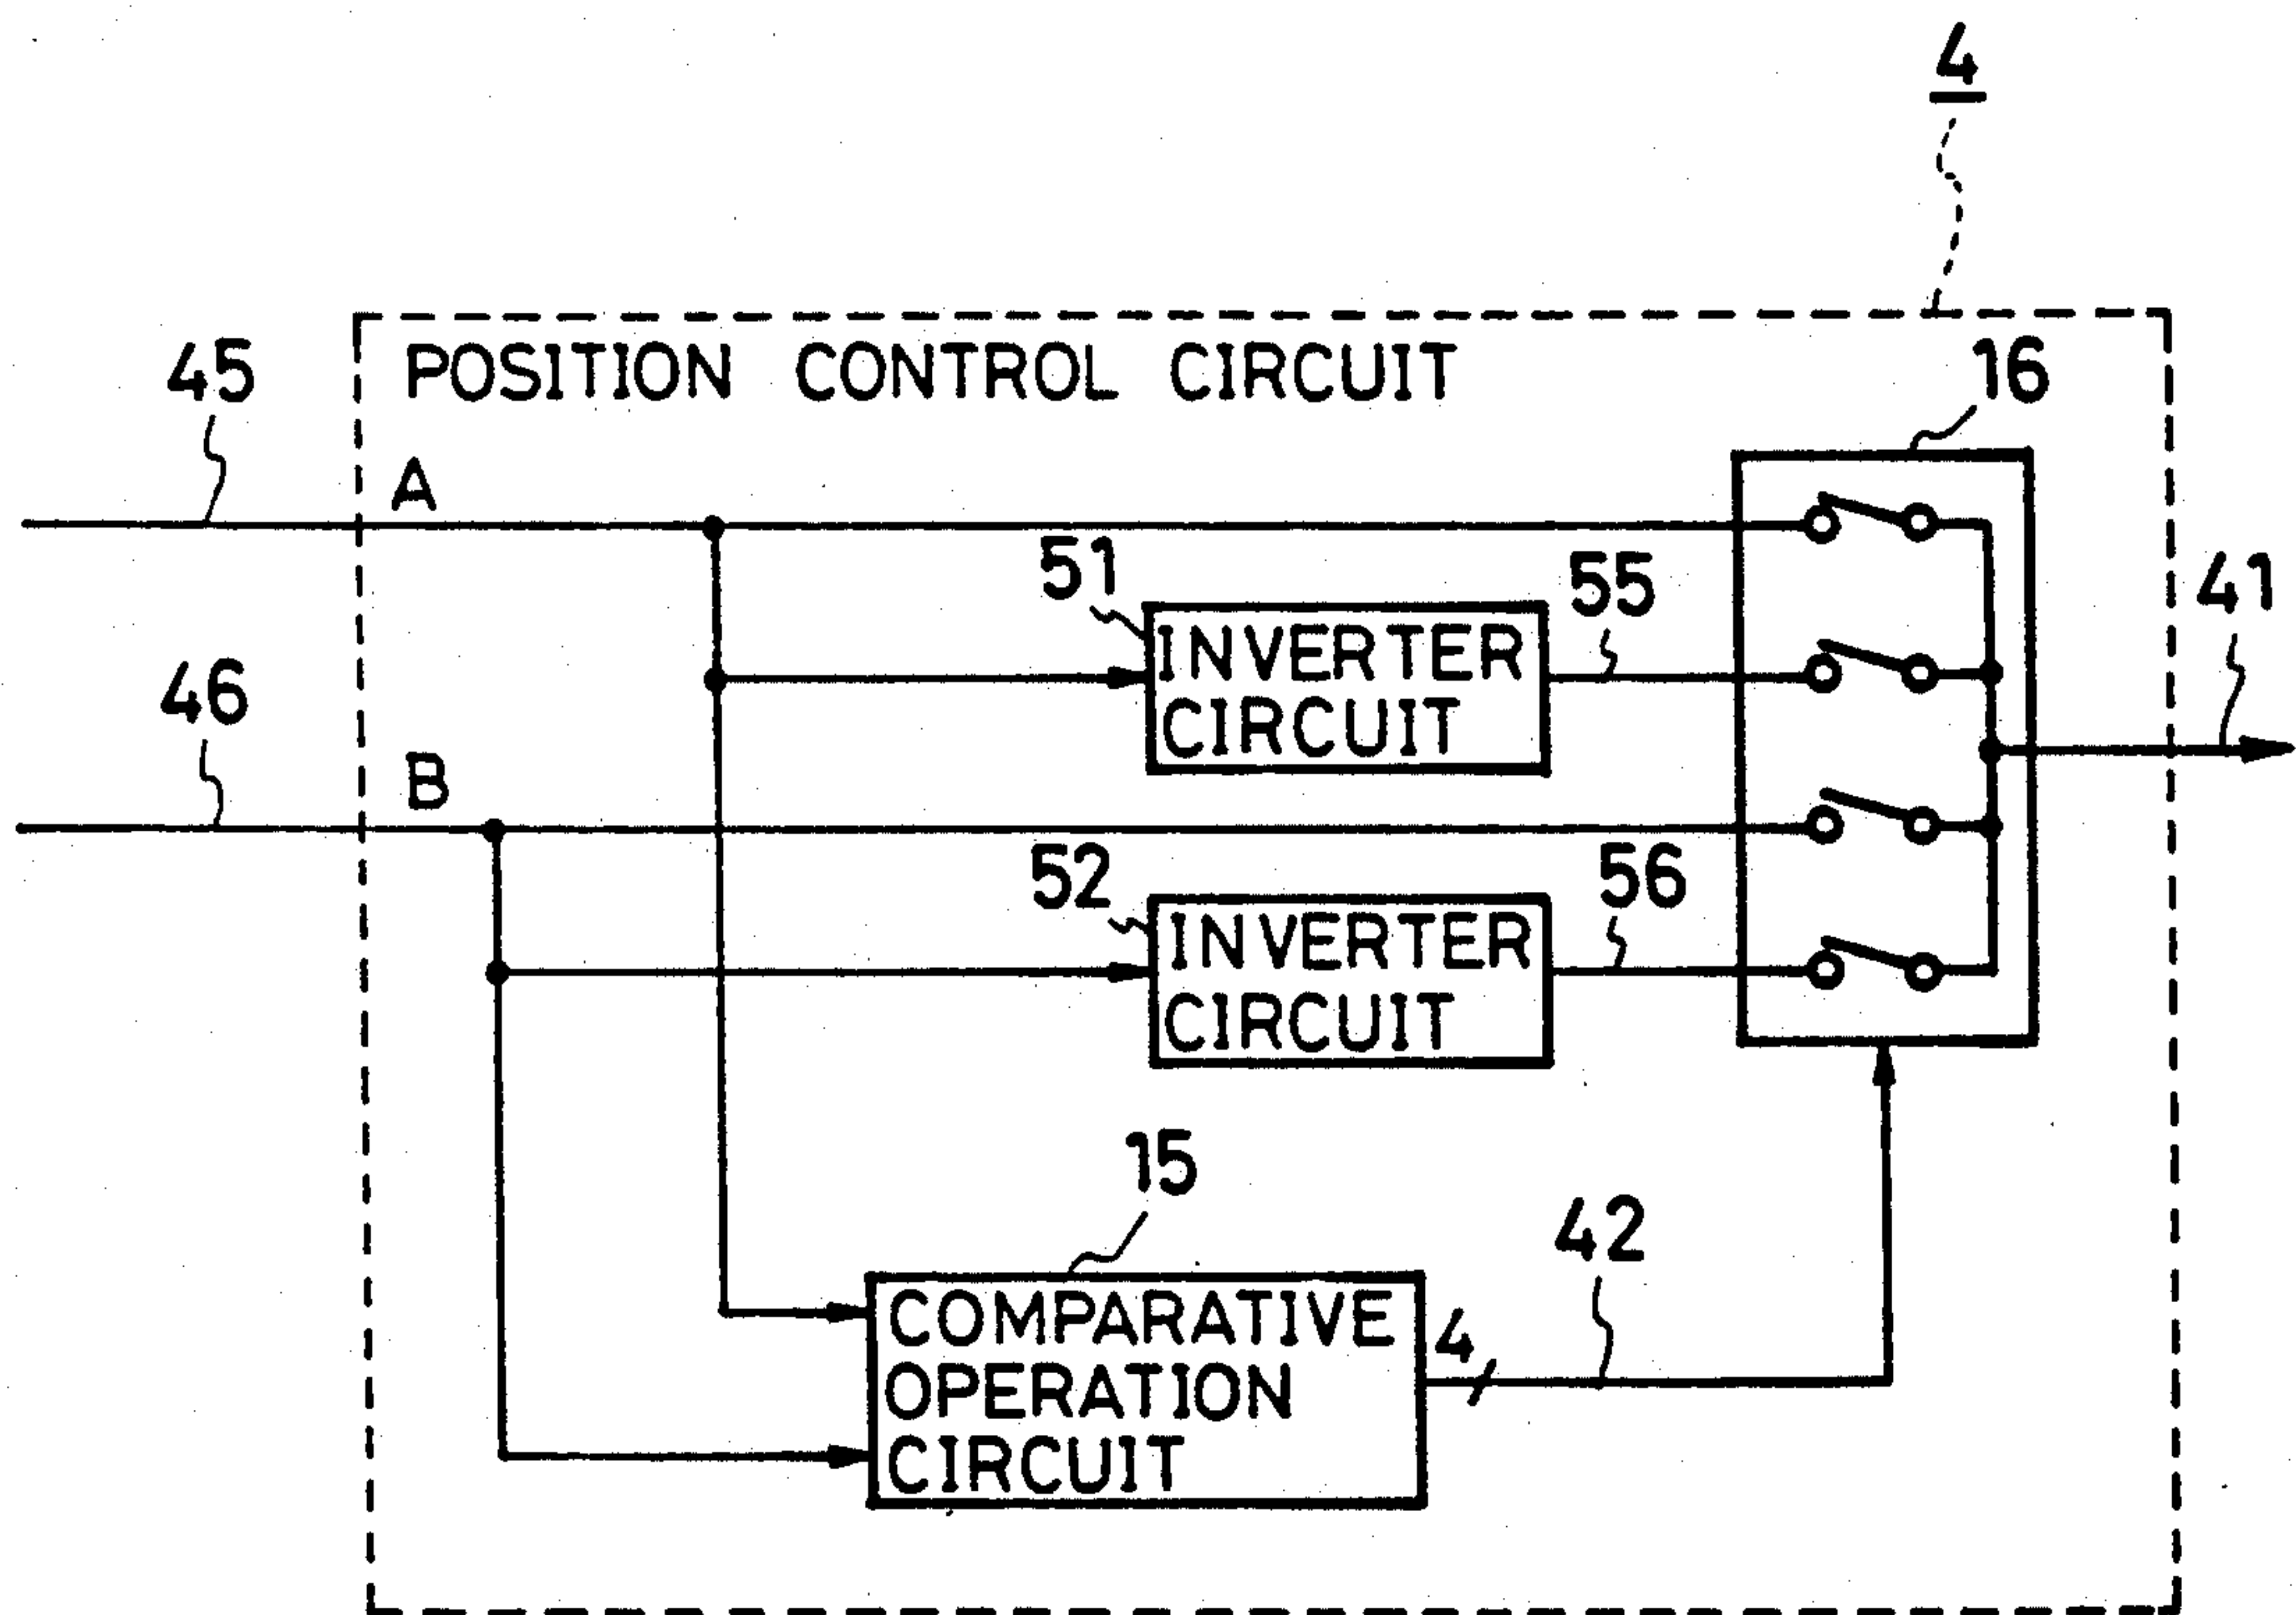 4
POSITION CONTROL CIRCUIT
16
45
A
51
55
41
INVERTER
CIRCUIT
46
B
52
56
INVERTER
CIRCUIT
15
42
COMPARATIVE
OPERATION
CIRCUIT
4